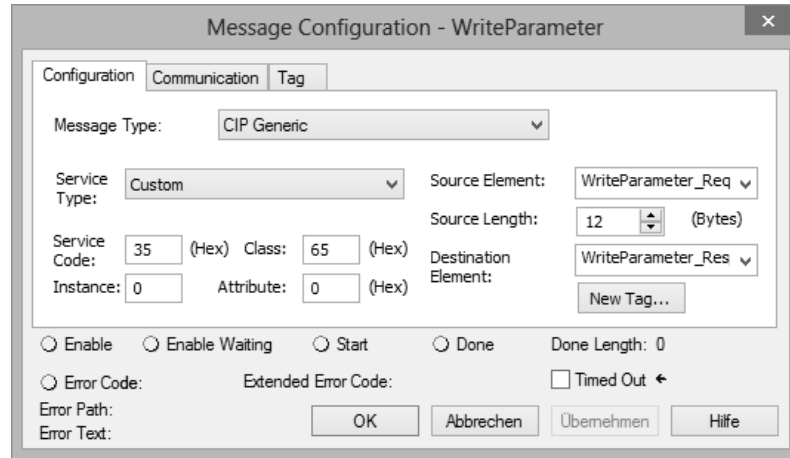 Message Configuration - WriteParameter
Configuration Communication Tag
Message Type: CIP Generic
Service Type: Custom
Source Element: WriteParameter_Req
Source Length: 12 (Bytes)
Service Code: 35 (Hex) Class: 65 (Hex)
Destination Element: WriteParameter_Res
Instance: 0 Attribute: 0 (Hex)
New Tag...
Enable Enable Waiting Start Done Done Length: 0
Error Code: Extended Error Code: Timed Out
Error Path:
Error Text:
OK Abbrechen Übernehmen Hilfe